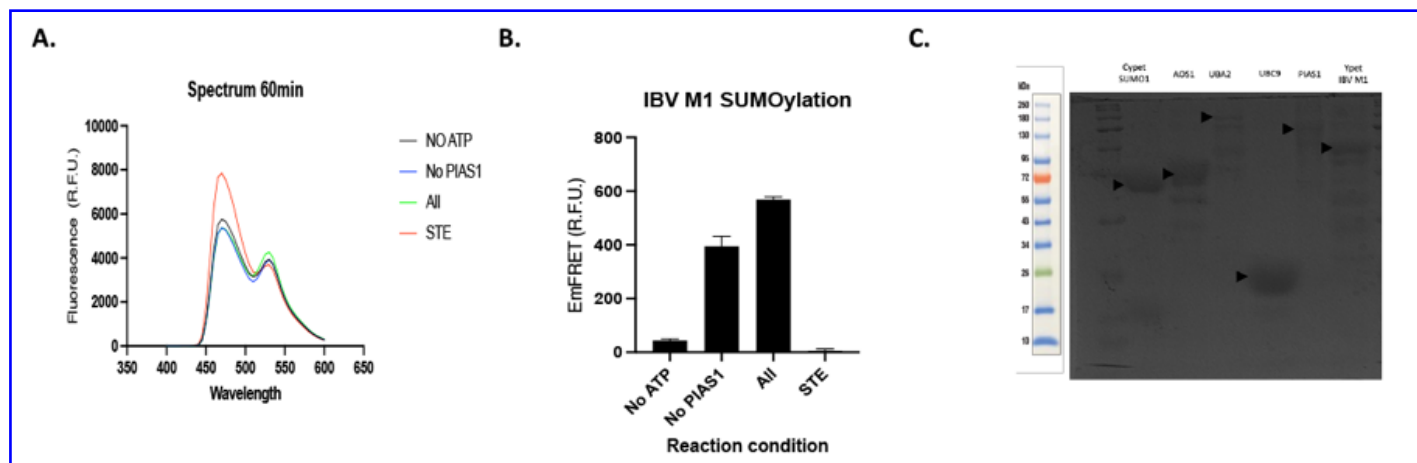 A.
Spectrum 60min
Fluorescence (R.F.U.)
10000
8000
6000
4000
2000
0
350 400 450 500 550 600 650
Wavelength
NO ATP
No PIAS1
All
STE
B.
IBV M1 SUMOylation
EmFRET (R.F.U.)
800
600
400
200
0
No ATP
No PIAS1
All
STE
Reaction condition
C.
kDa
250
180
130
95
72
55
43
34
26
17
10
Cypet
SUMO1
AOS1
UBA2
UBC9
PIAS1
Ypet
IBV M1